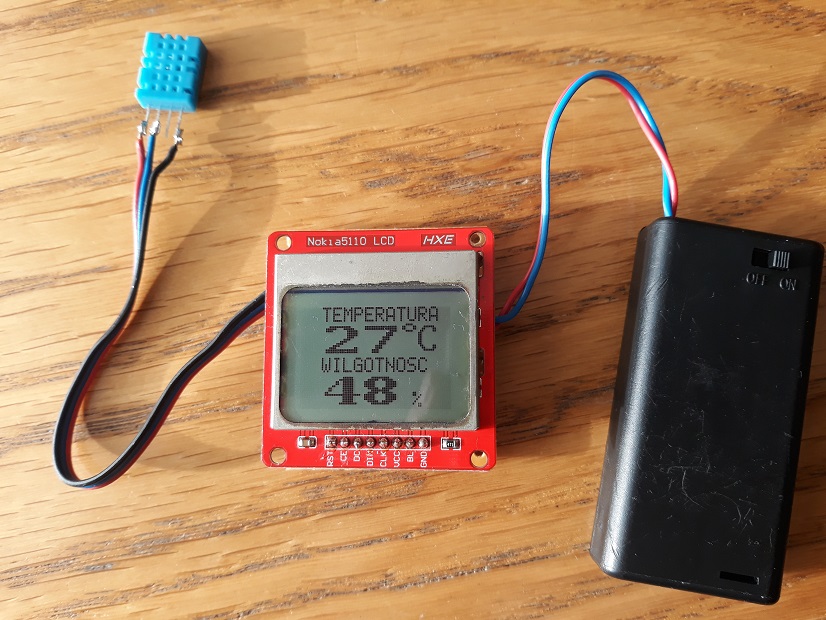 Nokia5110 LCD HXE
TEMPERATURA
27°C
WILGOTNOSC
48 %
RST
CE
DC
DIN
CLK
VCC
BL
GND
OFF ON